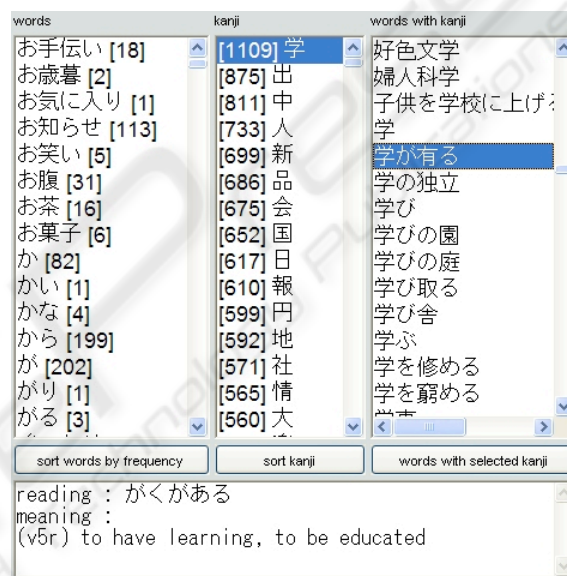 words
お手伝い [18]
お歳暮 [2]
お気に入り [1]
お知らせ [113]
お笑い [5]
お腹 [31]
お茶 [16]
お菓子 [6]
か [82]
かい [1]
かな [4]
から [199]
が [202]
がり [1]
がる [3]
sort words by frequency
kanji
[1109] 学
[875] 出
[811] 中
[733] 人
[699] 新
[686] 品
[675] 会
[652] 国
[617] 日
[610] 報
[599] 円
[592] 地
[571] 社
[565] 情
[560] 大
sort kanji
words with kanji
好色文学
婦人科学
子供を学校に上げ
学
学が有る
学の独立
学び
学びの園
学びの庭
学び取る
学び舎
学ぶ
学を修める
学を窮める
words with selected kanji
reading : がくがある
meaning :
(v5r) to have learning, to be educated